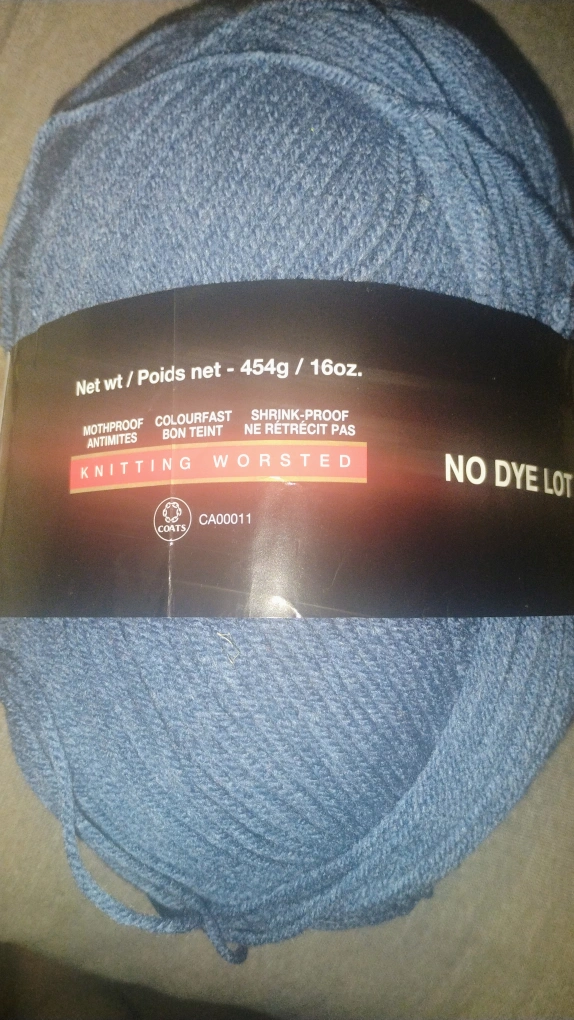 Net wt / Poids net - 454g / 16oz.
MOTHPROOF COLOURFAST SHRINK-PROOF
ANTIMITES BON TEINT NE RÉTRÉCIT PAS
KNITTING WORSTED
NO DYE LOT
COATS CA00011